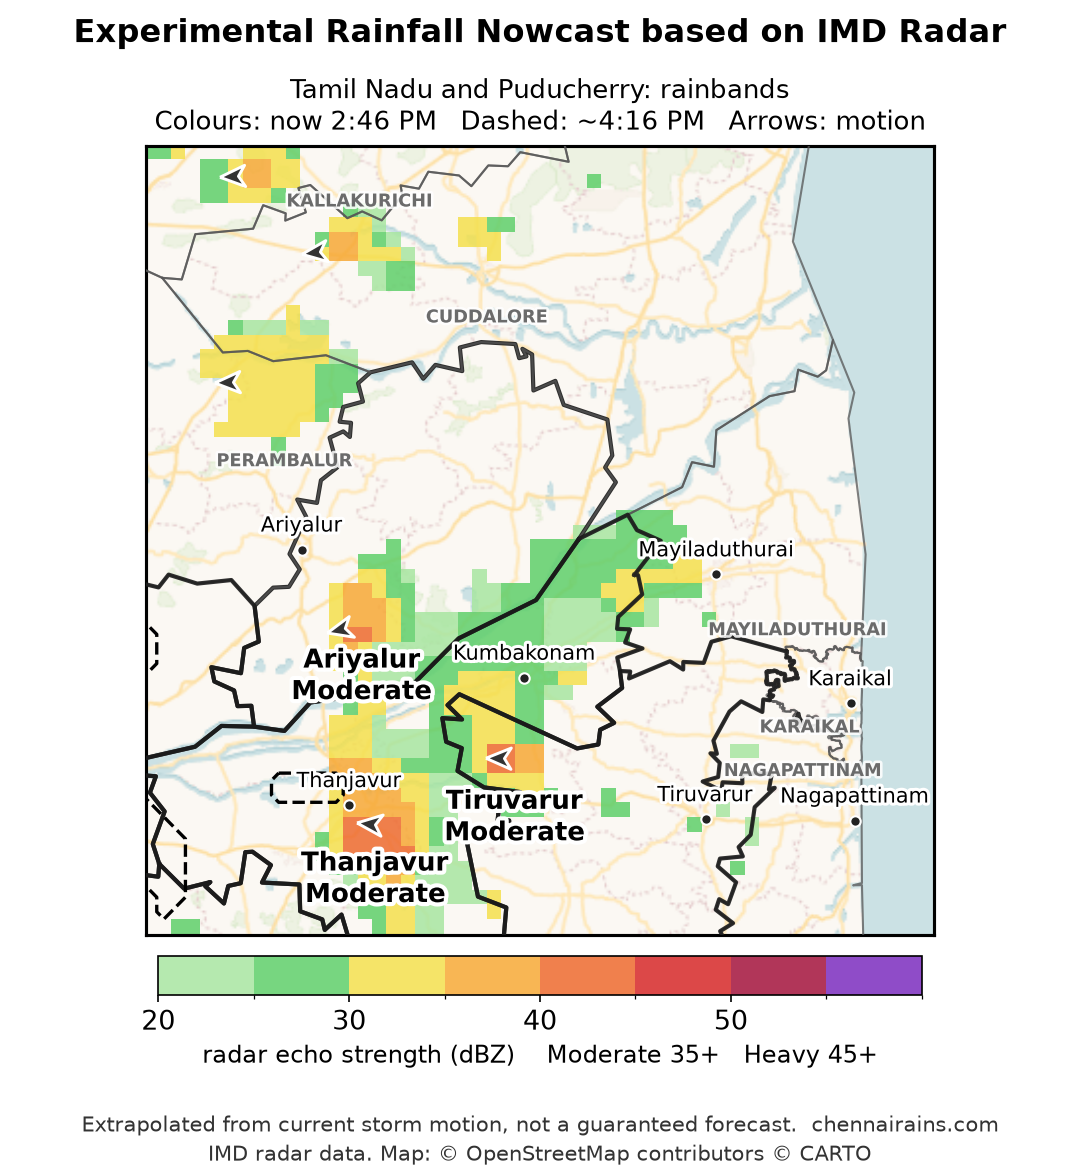 Experimental Rainfall Nowcast based on IMD Radar
Tamil Nadu and Puducherry: rainbands
Colours: now 2:46 PM   Dashed: ~4:16 PM   Arrows: motion
KALLAKURICHI
CUDDALORE
PERAMBALUR
Ariyalur
Mayiladuthurai
MAYILADUTHURAI
Kumbakonam
Ariyalur
Moderate
Karaikal
KARAIKAL
NAGAPATTINAM
Thanjavur
Tiruvarur
Nagapattinam
Tiruvarur
Moderate
Thanjavur
Moderate
20 30 40 50
radar echo strength (dBZ)   Moderate 35+   Heavy 45+
Extrapolated from current storm motion, not a guaranteed forecast.  chennairains.com
IMD radar data. Map: © OpenStreetMap contributors © CARTO